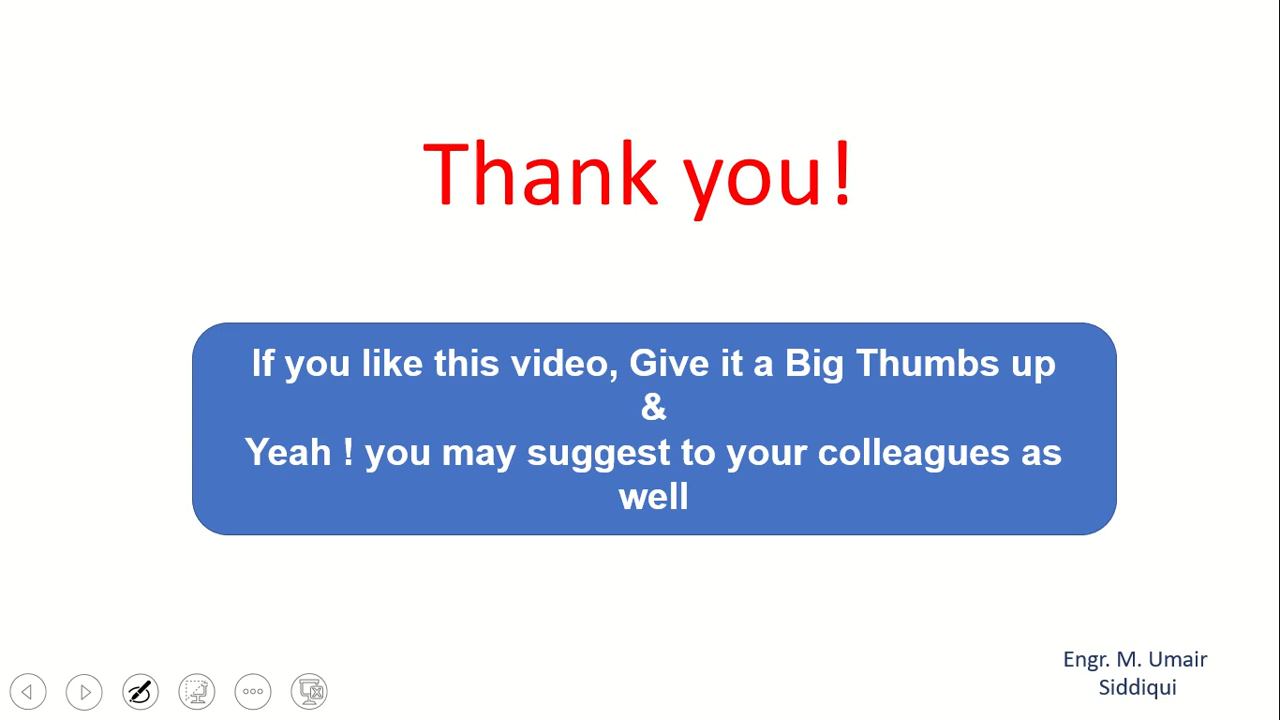 Thank you!
If you like this video, Give it a Big Thumbs up
&
Yeah ! you may suggest to your colleagues as
well
Engr. M. Umair
Siddiqui